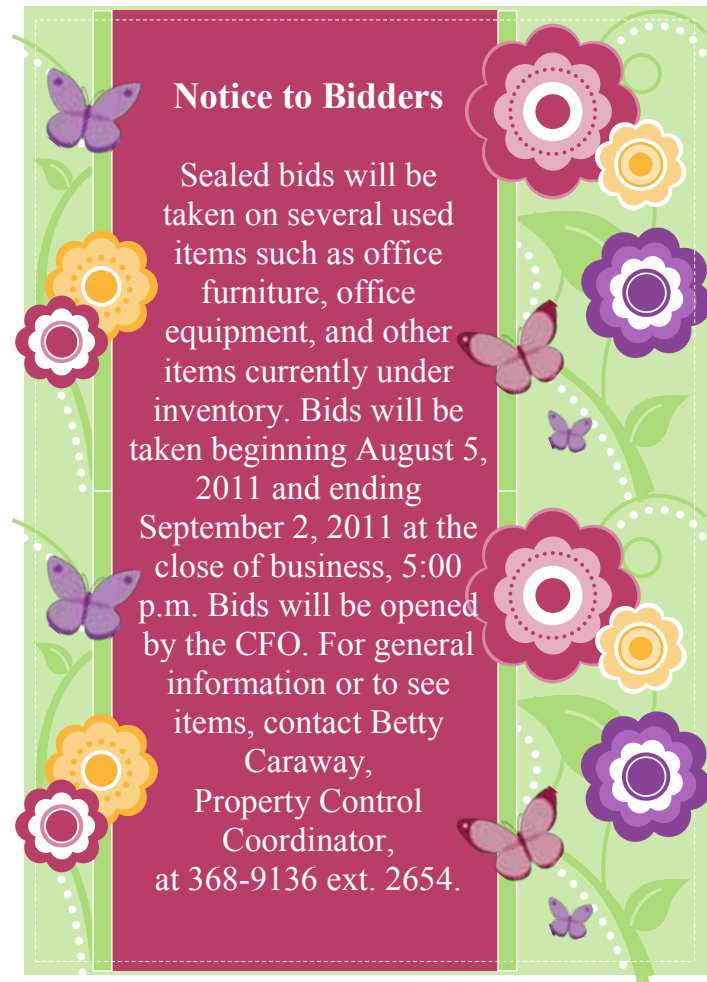 Notice to Bidders
Sealed bids will be
taken on several used
items such as office
furniture, office
equipment, and other
items currently under
inventory. Bids will be
taken beginning August 5,
2011 and ending
September 2, 2011 at the
close of business, 5:00
p.m. Bids will be opened
by the CFO. For general
information or to see
items, contact Betty
Caraway,
Property Control
Coordinator,
at 368-9136 ext. 2654.